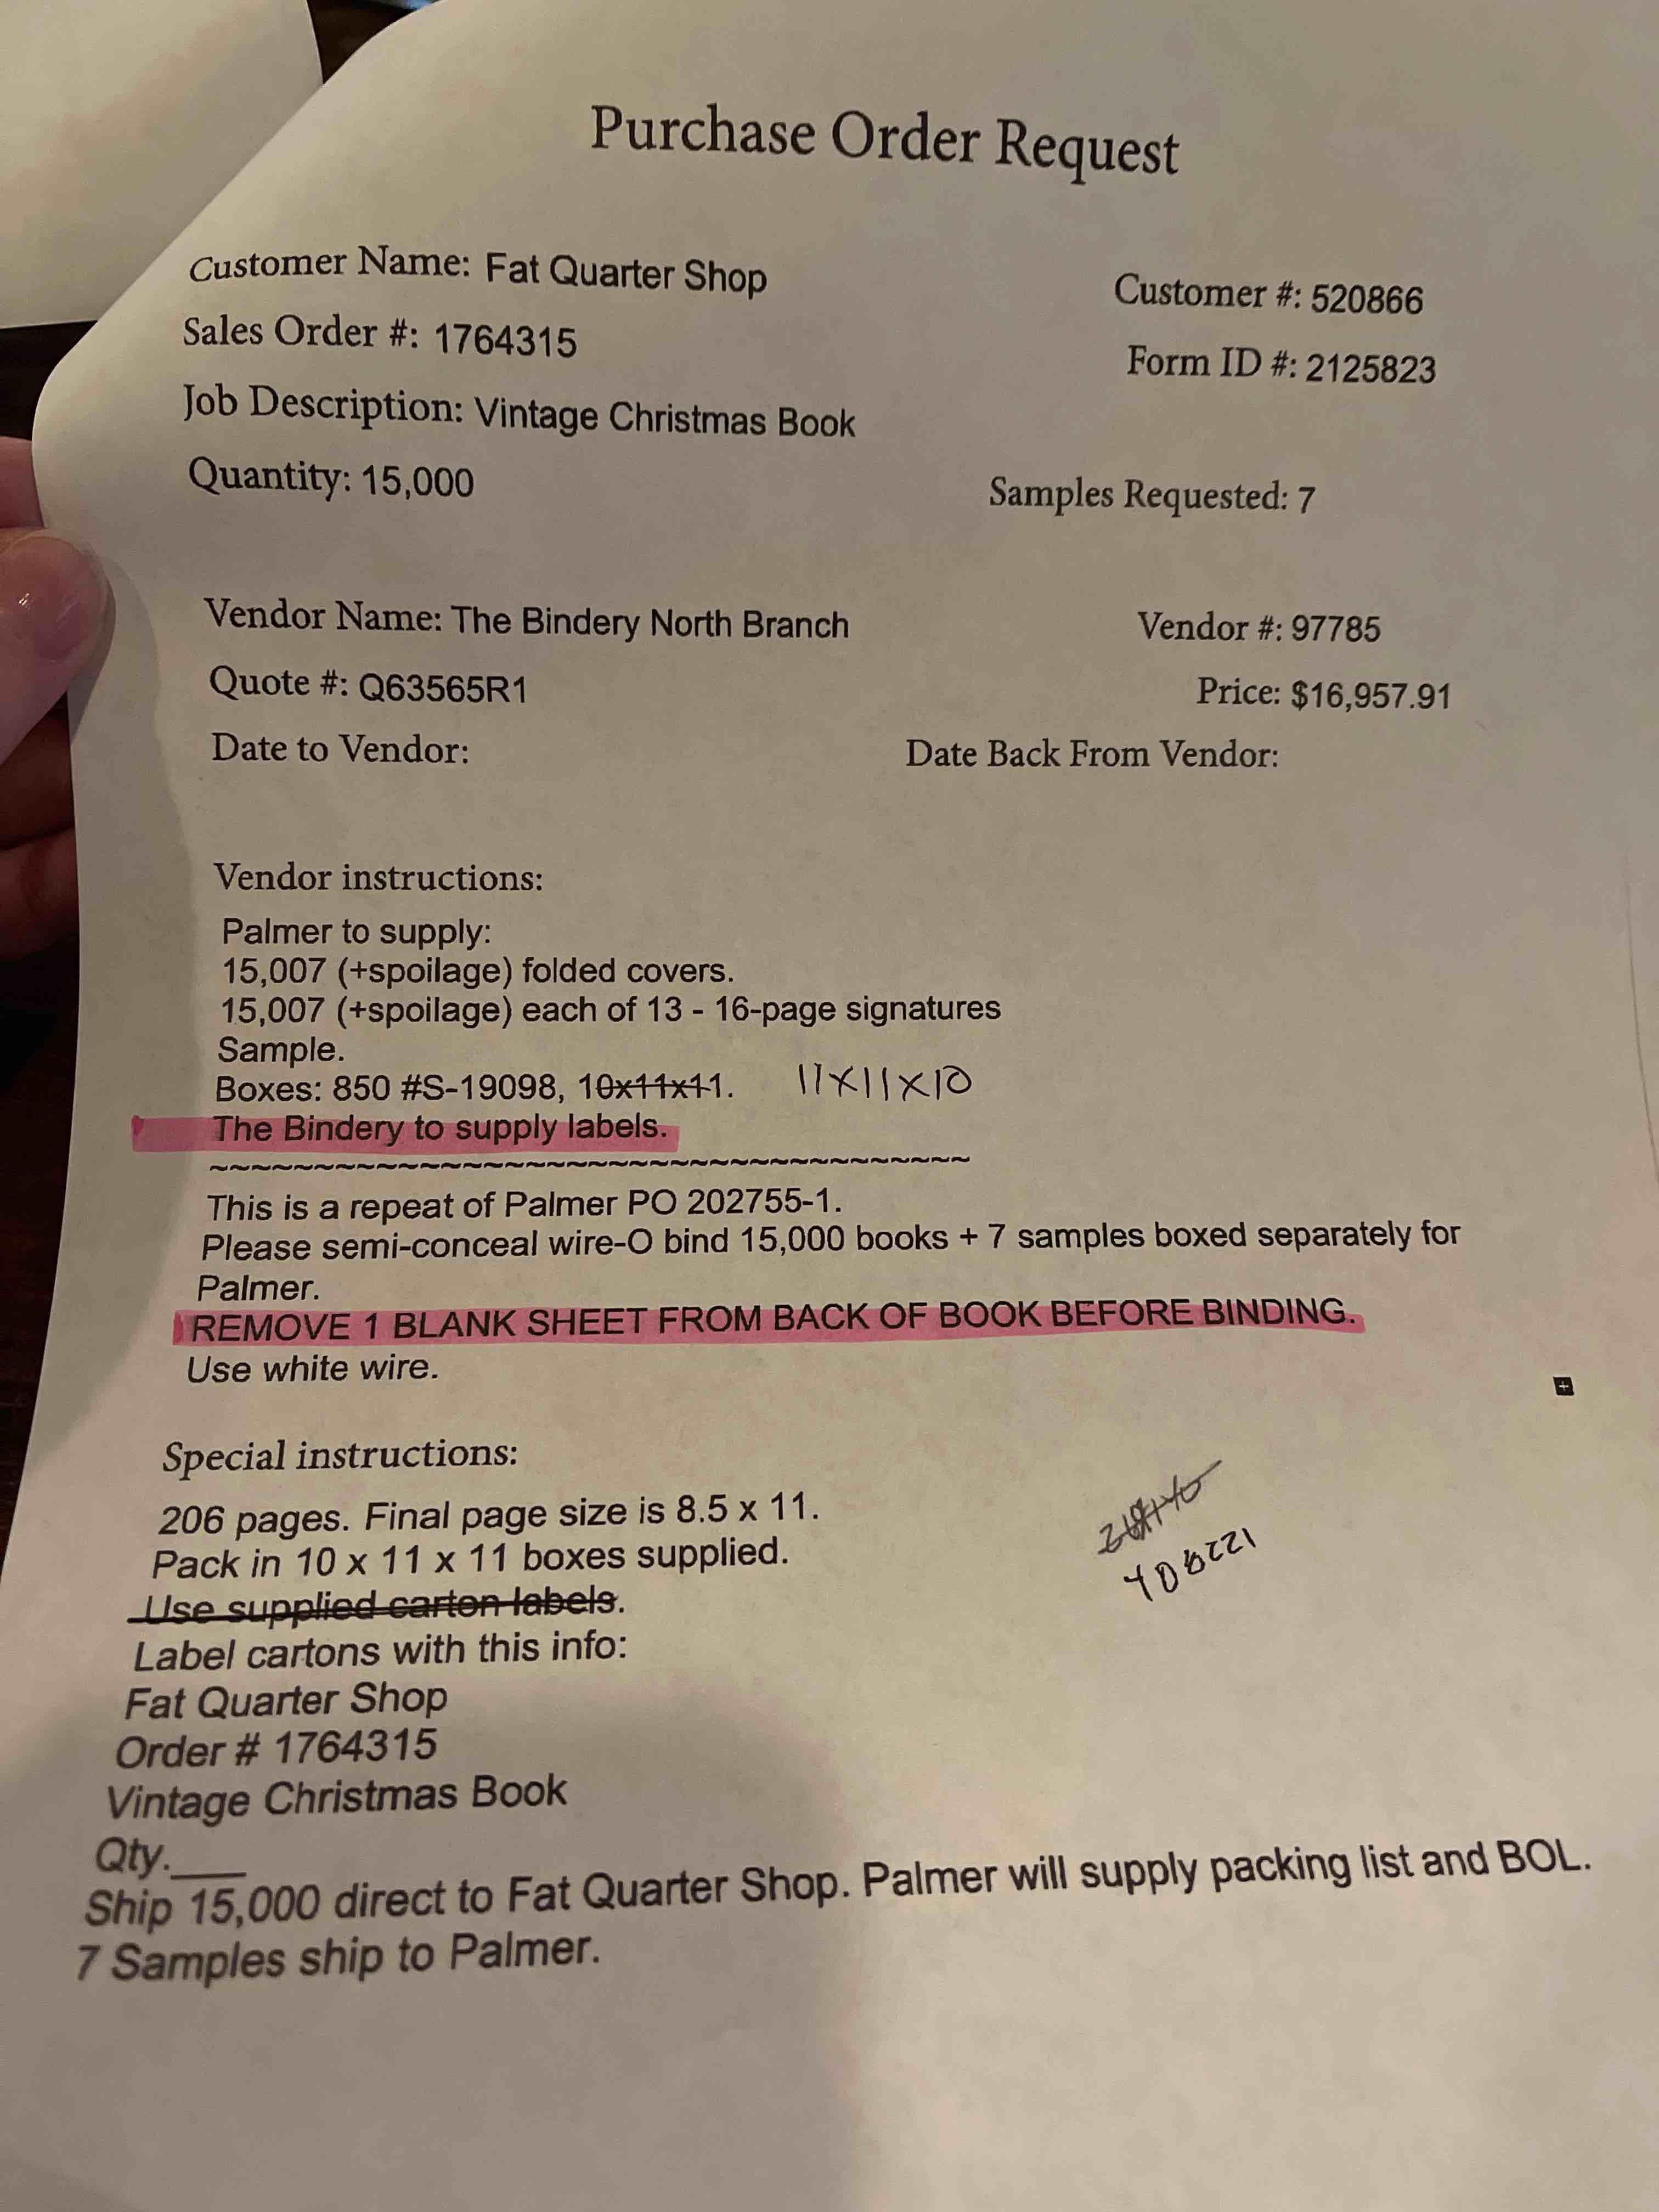 Purchase Order Request
Customer Name: Fat Quarter Shop
Customer #: 520866
Sales Order #: 1764315
Form ID #: 2125823
Job Description: Vintage Christmas Book
Quantity: 15,000
Samples Requested: 7
Vendor Name: The Bindery North Branch
Vendor #: 97785
Quote #: Q63565R1
Price: $16,957.91
Date to Vendor:
Date Back From Vendor:
Vendor instructions:
Palmer to supply:
15,007 (+spoilage) folded covers.
15,007 (+spoilage) each of 13 - 16-page signatures
Sample.
Boxes: 850 #S-19098, 10x11x11. 11X11X10
The Bindery to supply labels.
~~~~~~~~~~~~~~~~~~~~~~~~~~~~~~~~~~~~~
This is a repeat of Palmer PO 202755-1.
Please semi-conceal wire-O bind 15,000 books + 7 samples boxed separately for
Palmer.
REMOVE 1 BLANK SHEET FROM BACK OF BOOK BEFORE BINDING.
Use white wire.
Special instructions:
206 pages. Final page size is 8.5 x 11.
Pack in 10 x 11 x 11 boxes supplied.
Use supplied carton labels.
Label cartons with this info:
Fat Quarter Shop
Order # 1764315
Vintage Christmas Book
Qty.___
Ship 15,000 direct to Fat Quarter Shop. Palmer will supply packing list and BOL.
7 Samples ship to Palmer.